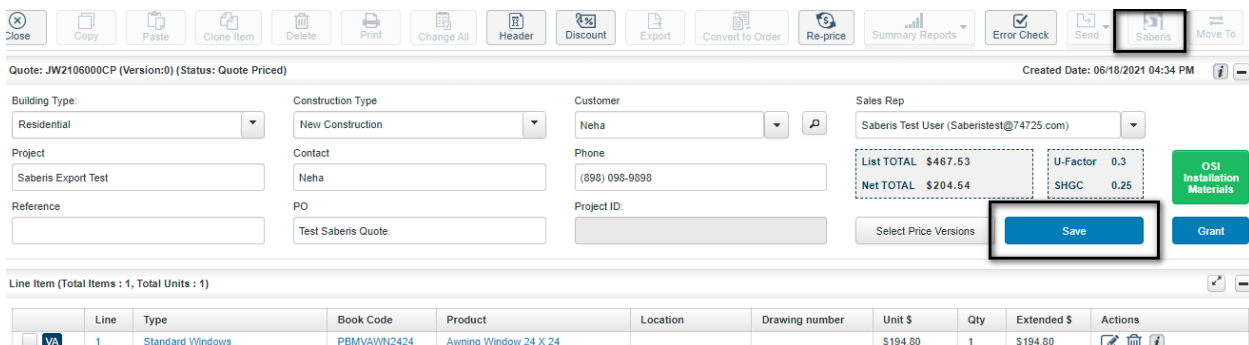 Close Copy Paste Clone Item Delete Print Change All Header Discount Export Convert to Order Re-price Summary Reports Error Check Send Saberis Move To
Quote: JW2106000CP (Version:0) (Status: Quote Priced) Created Date: 06/18/2021 04:34 PM
Building Type: Construction Type Customer Sales Rep
Residential New Construction Neha Saberis Test User (Saberistest@74725.com)
Project Contact Phone
List TOTAL $467.53 U-Factor 0.3
Saberis Export Test Neha (898) 098-9898
Net TOTAL $204.54 SHGC 0.25
OSI
Installation
Materials
Reference PO Project ID:
Test Saberis Quote. Select Price Versions Save Grant
Line Item (Total Items : 1, Total Units : 1)
Line Type Book Code Product Location Drawing number Unit $ Qty Extended $ Actions
VA 1 Standard Windows PBMVAWN2424 Awning Window 24 X 24 $194.80 1 $194.80